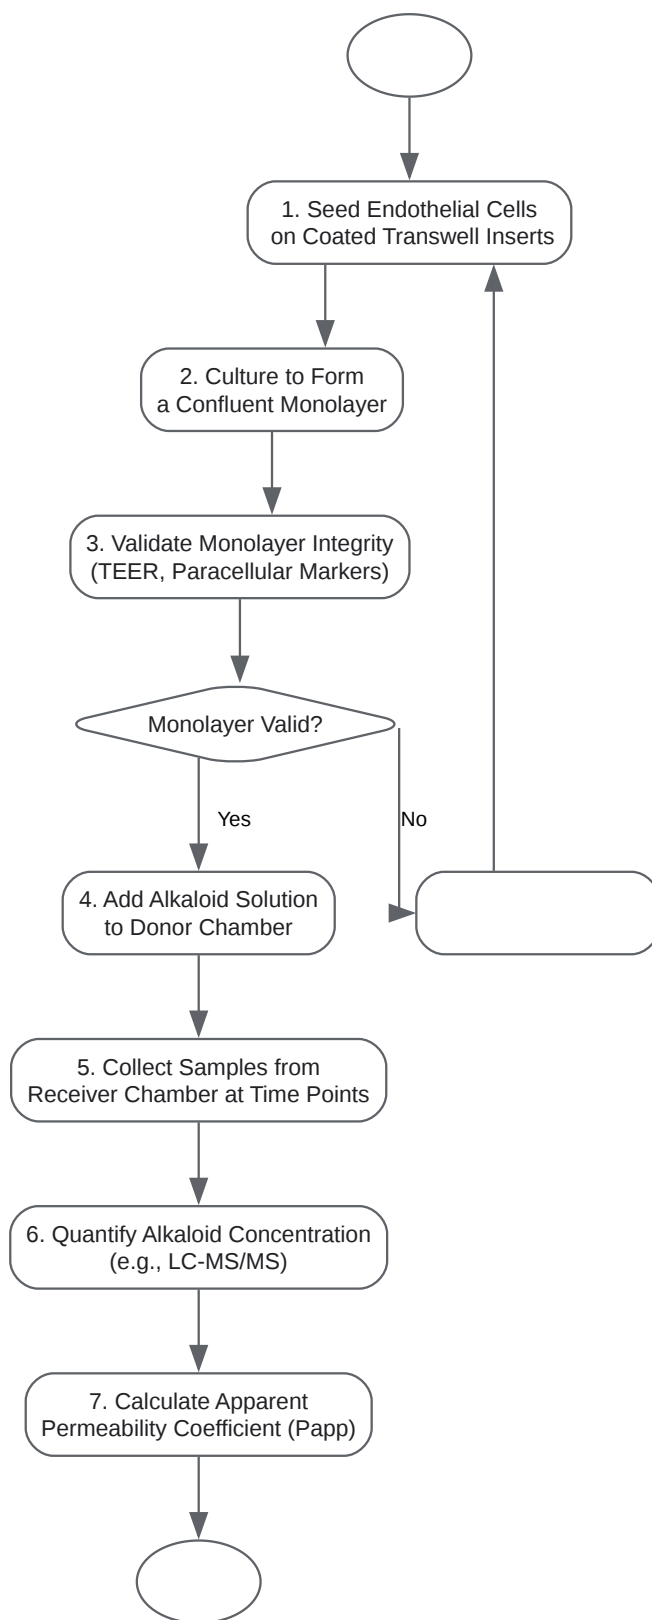 1. Seed Endothelial Cells
on Coated Transwell Inserts
2. Culture to Form
a Confluent Monolayer
3. Validate Monolayer Integrity
(TEER, Paracellular Markers)
Monolayer Valid?
Yes
No
4. Add Alkaloid Solution
to Donor Chamber
5. Collect Samples from
Receiver Chamber at Time Points
6. Quantify Alkaloid Concentration
(e.g., LC-MS/MS)
7. Calculate Apparent
Permeability Coefficient (Papp)